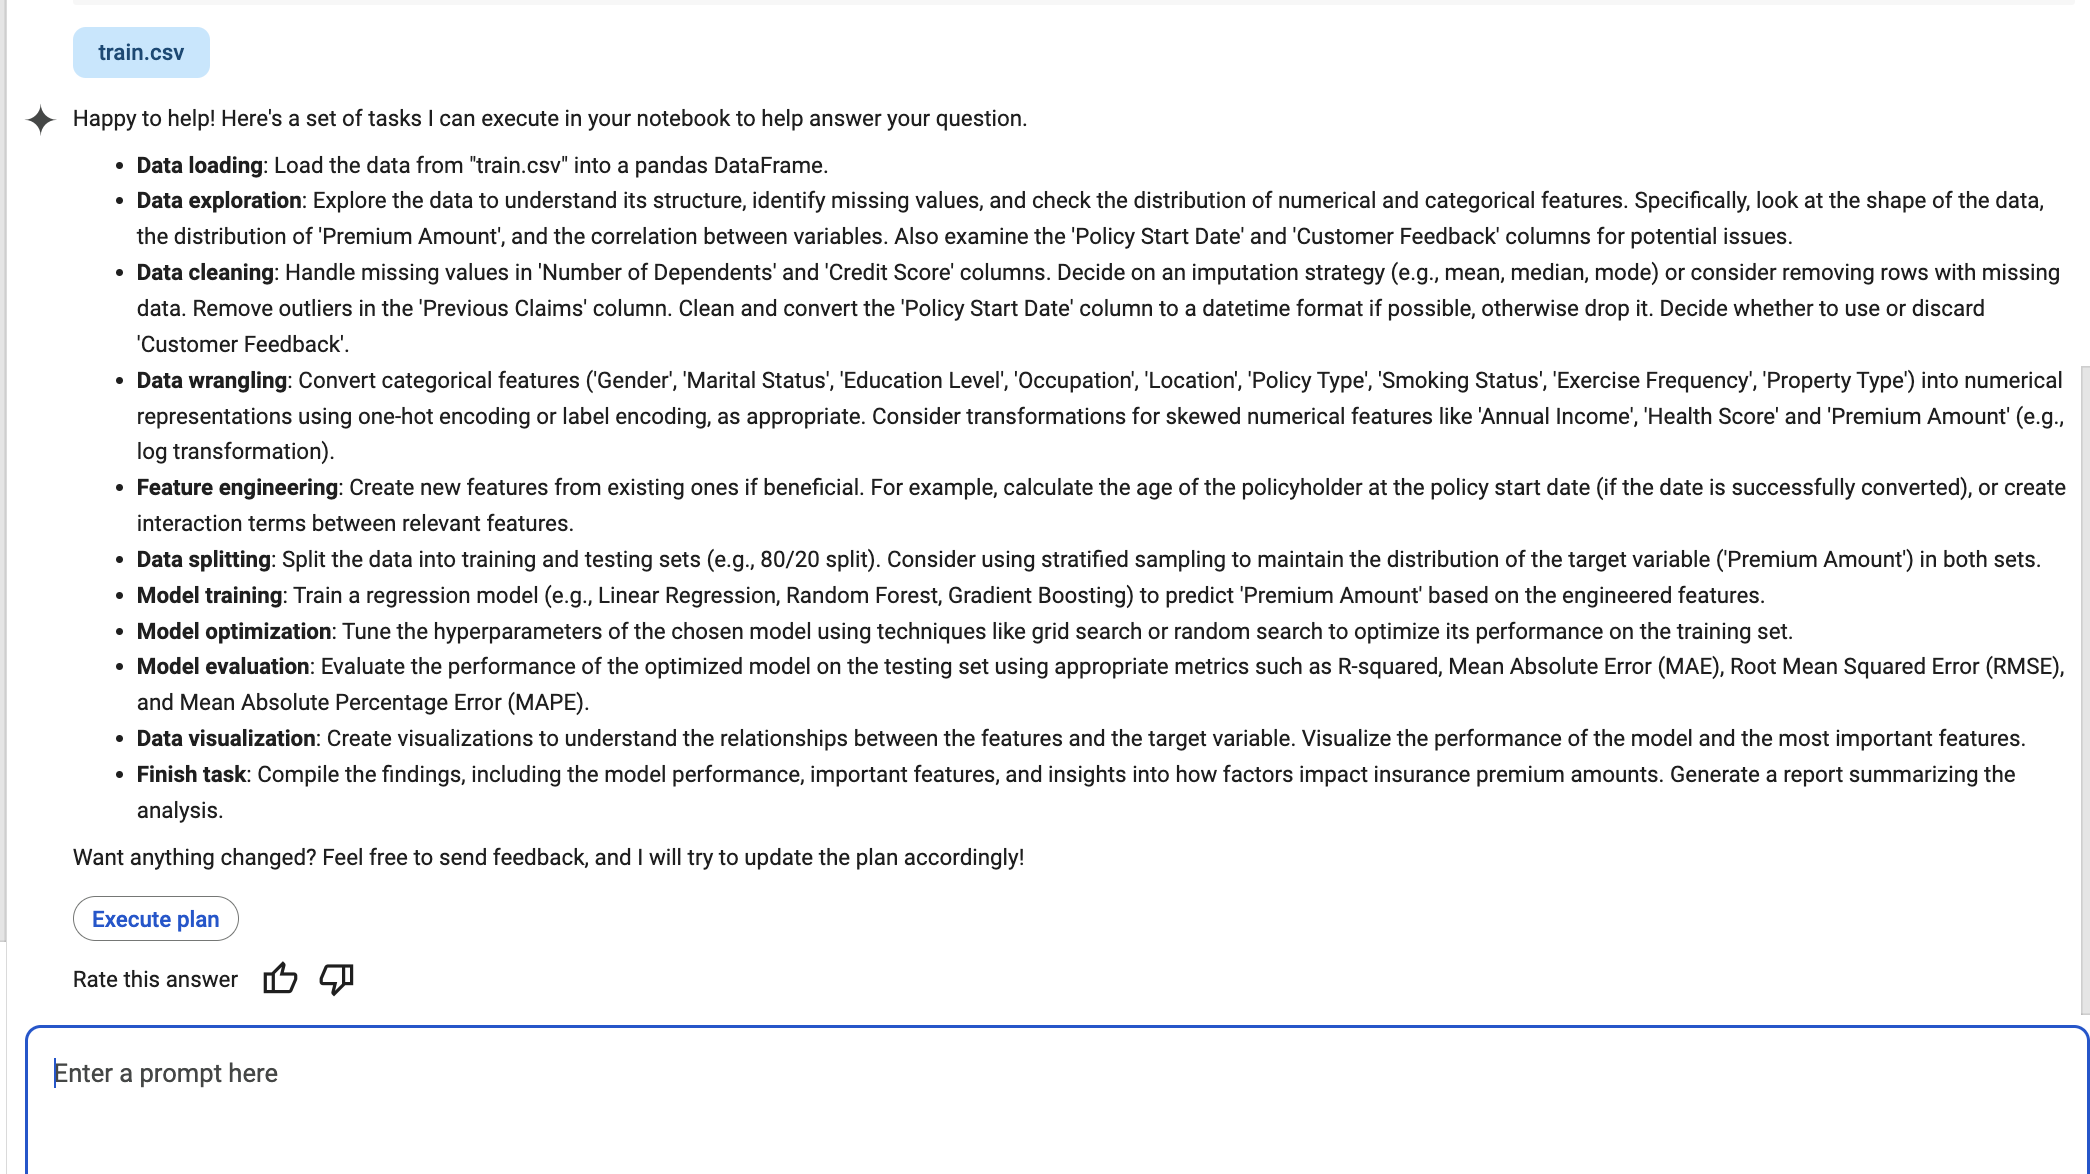 train.csv
Happy to help! Here's a set of tasks I can execute in your notebook to help answer your question.
• Data loading: Load the data from "train.csv" into a pandas DataFrame.
• Data exploration: Explore the data to understand its structure, identify missing values, and check the distribution of numerical and categorical features. Specifically, look at the shape of the data,
the distribution of 'Premium Amount', and the correlation between variables. Also examine the 'Policy Start Date' and 'Customer Feedback' columns for potential issues.
• Data cleaning: Handle missing values in 'Number of Dependents' and 'Credit Score' columns. Decide on an imputation strategy (e.g., mean, median, mode) or consider removing rows with missing
data. Remove outliers in the 'Previous Claims' column. Clean and convert the 'Policy Start Date' column to a datetime format if possible, otherwise drop it. Decide whether to use or discard
'Customer Feedback'.
• Data wrangling: Convert categorical features ('Gender', 'Marital Status', 'Education Level', 'Occupation', 'Location', 'Policy Type', 'Smoking Status', 'Exercise Frequency', 'Property Type') into numerical
representations using one-hot encoding or label encoding, as appropriate. Consider transformations for skewed numerical features like 'Annual Income', 'Health Score' and 'Premium Amount' (e.g.,
log transformation).
• Feature engineering: Create new features from existing ones if beneficial. For example, calculate the age of the policyholder at the policy start date (if the date is successfully converted), or create
interaction terms between relevant features.
• Data splitting: Split the data into training and testing sets (e.g., 80/20 split). Consider using stratified sampling to maintain the distribution of the target variable ('Premium Amount') in both sets.
• Model training: Train a regression model (e.g., Linear Regression, Random Forest, Gradient Boosting) to predict 'Premium Amount' based on the engineered features.
• Model optimization: Tune the hyperparameters of the chosen model using techniques like grid search or random search to optimize its performance on the training set.
• Model evaluation: Evaluate the performance of the optimized model on the testing set using appropriate metrics such as R-squared, Mean Absolute Error (MAE), Root Mean Squared Error (RMSE),
and Mean Absolute Percentage Error (MAPE).
• Data visualization: Create visualizations to understand the relationships between the features and the target variable. Visualize the performance of the model and the most important features.
• Finish task: Compile the findings, including the model performance, important features, and insights into how factors impact insurance premium amounts. Generate a report summarizing the
analysis.
Want anything changed? Feel free to send feedback, and I will try to update the plan accordingly!
Execute plan
Rate this answer
Enter a prompt here